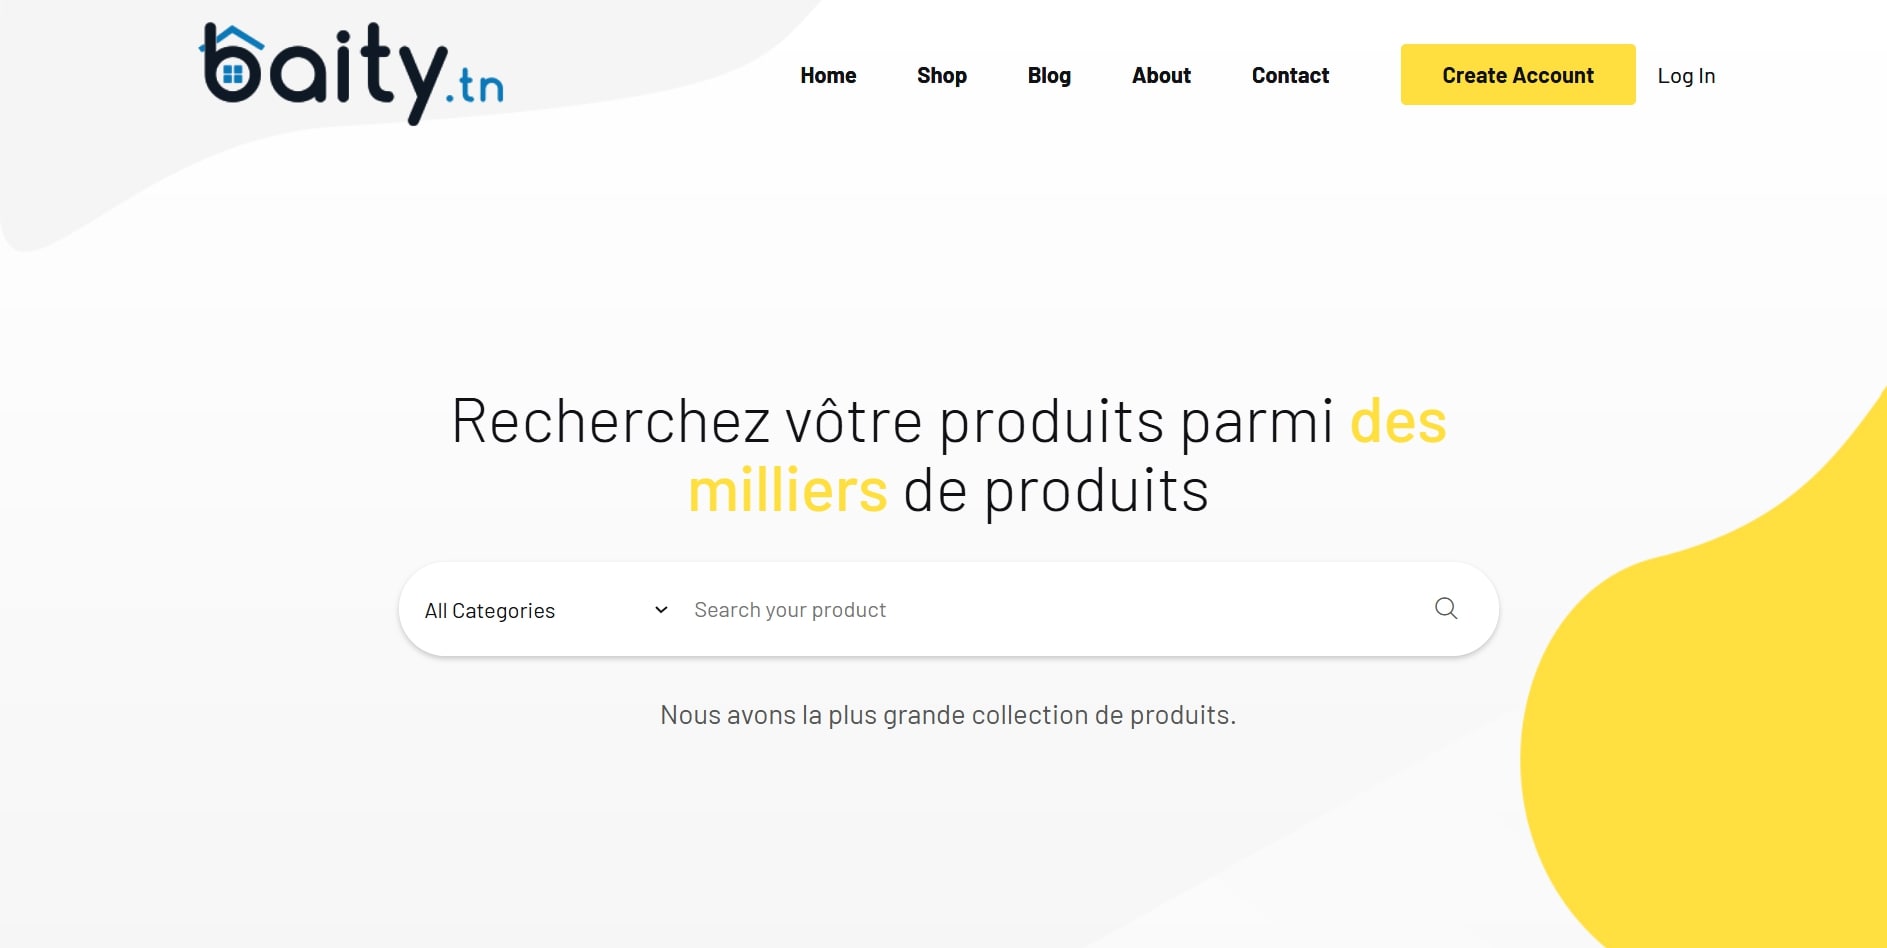 baity.tn
Home Shop Blog About Contact Create Account Log In
Recherchez vôtre produits parmi des
milliers de produits
All Categories Search your product
Nous avons la plus grande collection de produits.